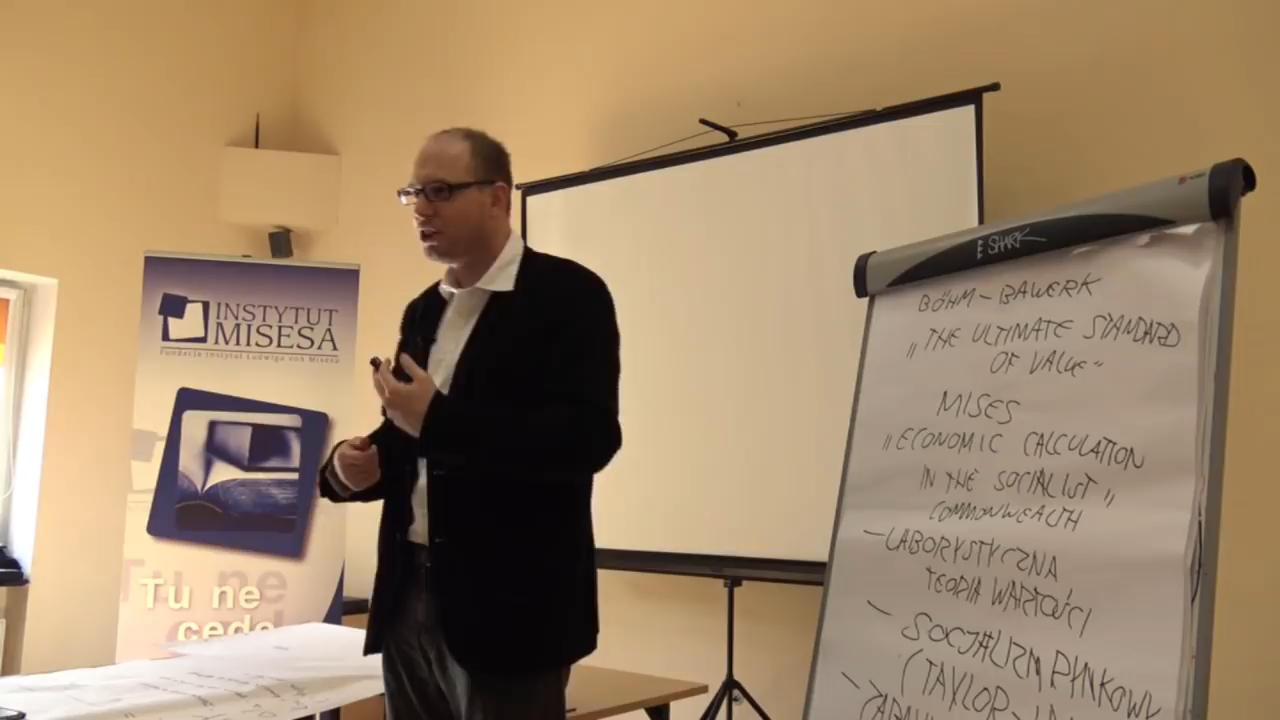 INSTYTUT
MISESA
Fundacja Instytut Ludwiga von Misesa
Tu ne
cede
E SHARK
BÖHM-BAWERK
„THE ULTIMATE STANDARD
OF VALUE"
MISES
„ECONOMIC CALCULATION
IN THE SOCIALIST"
COMMONWEALTH
- LABORYSTYCZNA
TEORIA WARTOŚCI
- SOCJALIZM RYNKOWY
(TAYLOR-